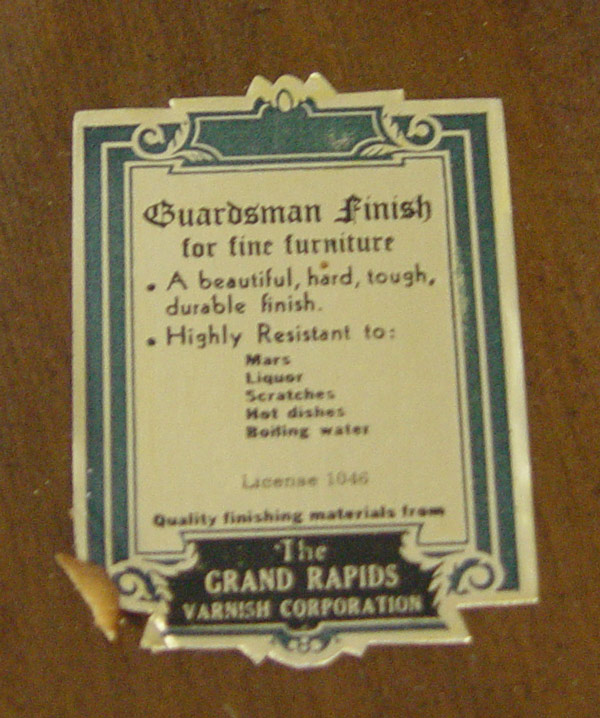 Guardsman Finish
for fine furniture
• A beautiful, hard, tough,
durable finish.
• Highly Resistant to:
Mars
Liquor
Scratches
Hot dishes
Boiling water
License 1046
Quality finishing materials from
The
GRAND RAPIDS
VARNISH CORPORATION